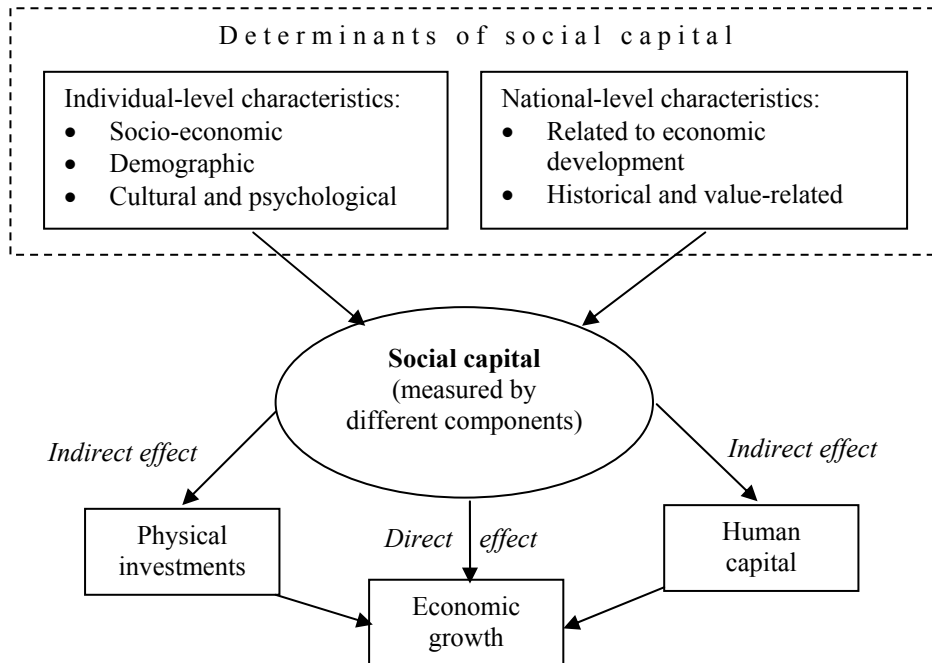 Determinants of social capital
Individual-level characteristics:
• Socio-economic
• Demographic
• Cultural and psychological
National-level characteristics:
• Related to economic
development
• Historical and value-related
Social capital
(measured by
different components)
Indirect effect
Indirect effect
Physical
investments
Direct effect
Human
capital
Economic
growth